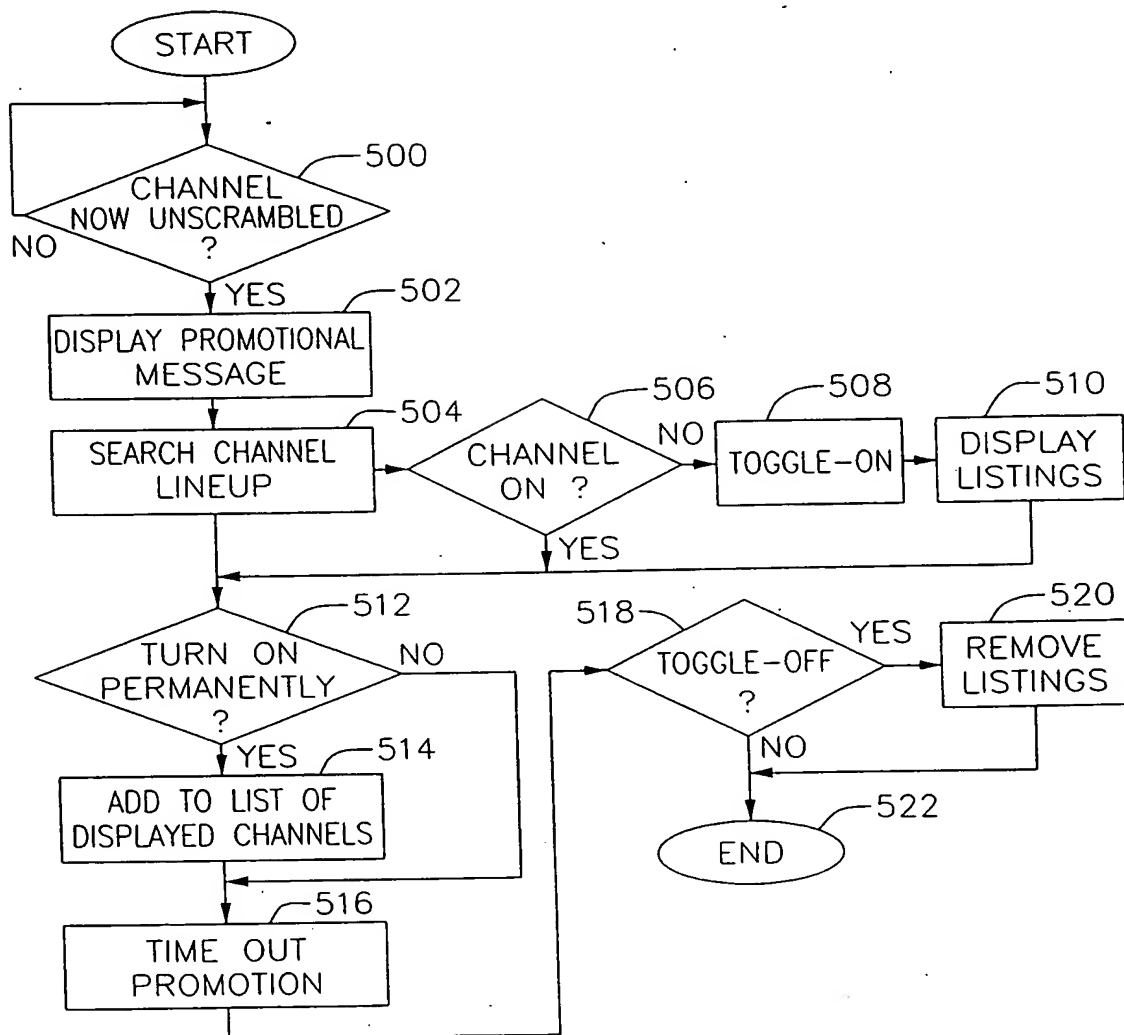 START
500
CHANNEL
NOW UNSCRAMBLED
?
NO
YES
502
DISPLAY PROMOTIONAL
MESSAGE
504
SEARCH CHANNEL
LINEUP
506
CHANNEL
ON ?
NO
YES
508
TOGGLE-ON
510
DISPLAY
LISTINGS
512
TURN ON
PERMANENTLY
?
NO
YES
514
ADD TO LIST OF
DISPLAYED CHANNELS
516
TIME OUT
PROMOTION
518
TOGGLE-OFF
?
YES
NO
520
REMOVE
LISTINGS
522
END